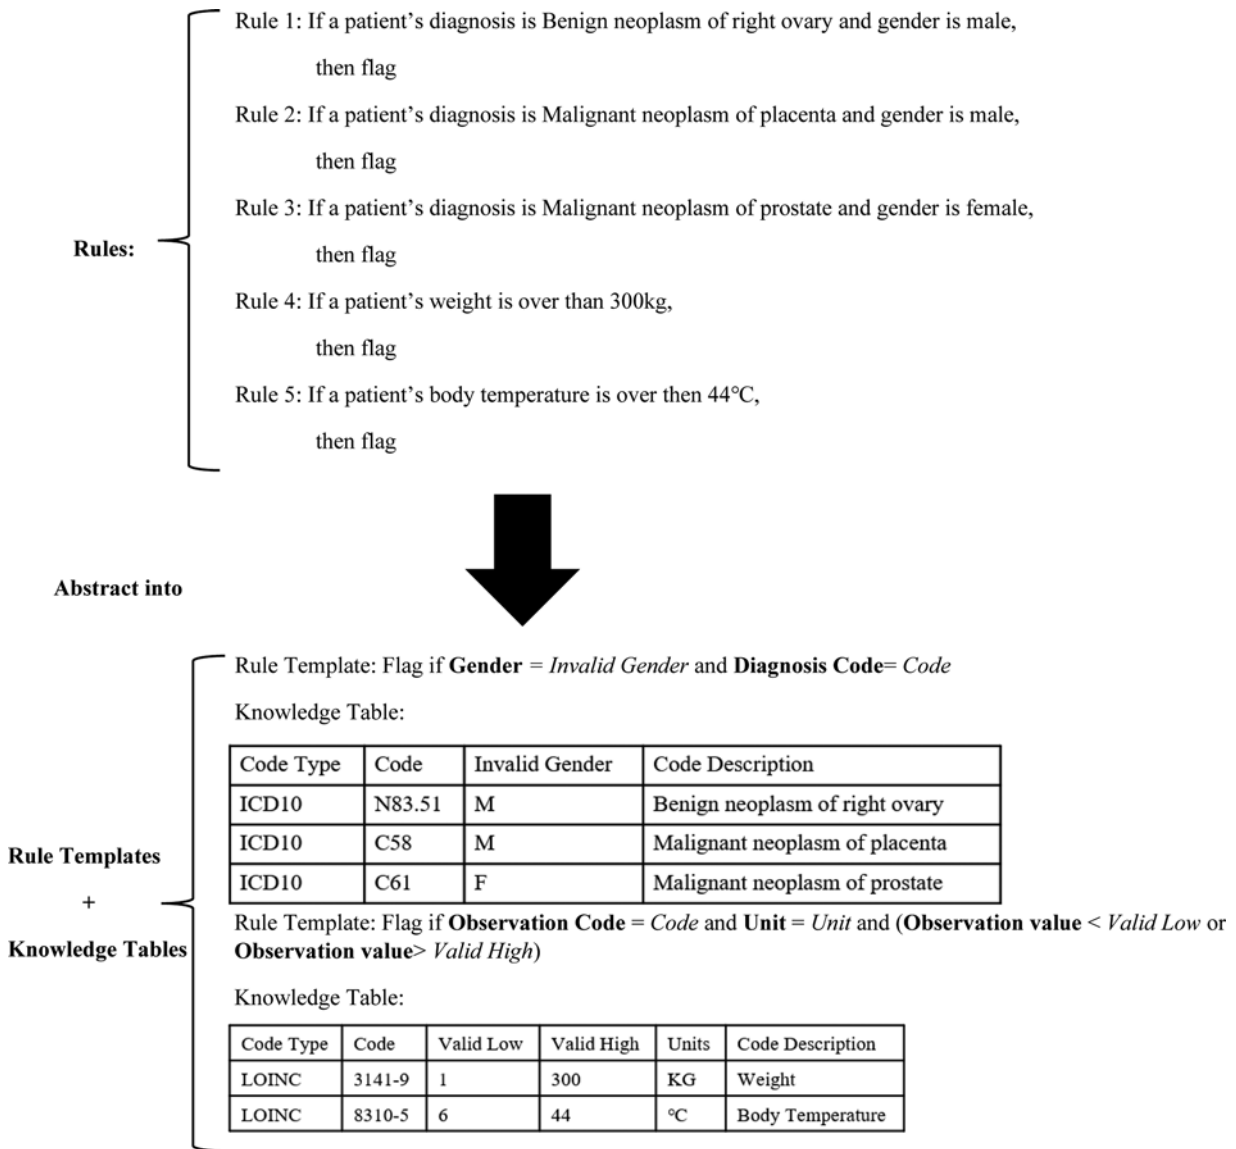 Rule 1: If a patient’s diagnosis is Benign neoplasm of right ovary and gender is male,
then flag
Rule 2: If a patient’s diagnosis is Malignant neoplasm of placenta and gender is male,
then flag
Rule 3: If a patient’s diagnosis is Malignant neoplasm of prostate and gender is female,
Rules:
then flag
Rule 4: If a patient’s weight is over than 300kg,
then flag
Rule 5: If a patient’s body temperature is over then 44℃,
then flag
Abstract into
Rule Template: Flag if Gender = Invalid Gender and Diagnosis Code= Code
Knowledge Table:
Code Type Code Invalid Gender Code Description
ICD10 N83.51 M Benign neoplasm of right ovary
ICD10 C58 M Malignant neoplasm of placenta
ICD10 C61 F Malignant neoplasm of prostate
Rule Templates
+
Knowledge Tables
Rule Template: Flag if Observation Code = Code and Unit = Unit and (Observation value < Valid Low or
Observation value> Valid High)
Knowledge Table:
Code Type Code Valid Low Valid High Units Code Description
LOINC 3141-9 1 300 KG Weight
LOINC 8310-5 6 44 ℃ Body Temperature